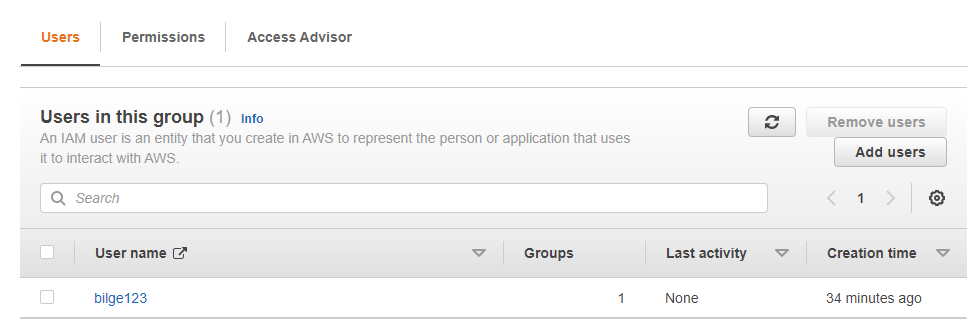 Users Permissions Access Advisor
Users in this group (1) Info
An IAM user is an entity that you create in AWS to represent the person or application that uses
it to interact with AWS.
Remove users
Add users
Search
1
User name Groups Last activity Creation time
bilge123 1 None 34 minutes ago